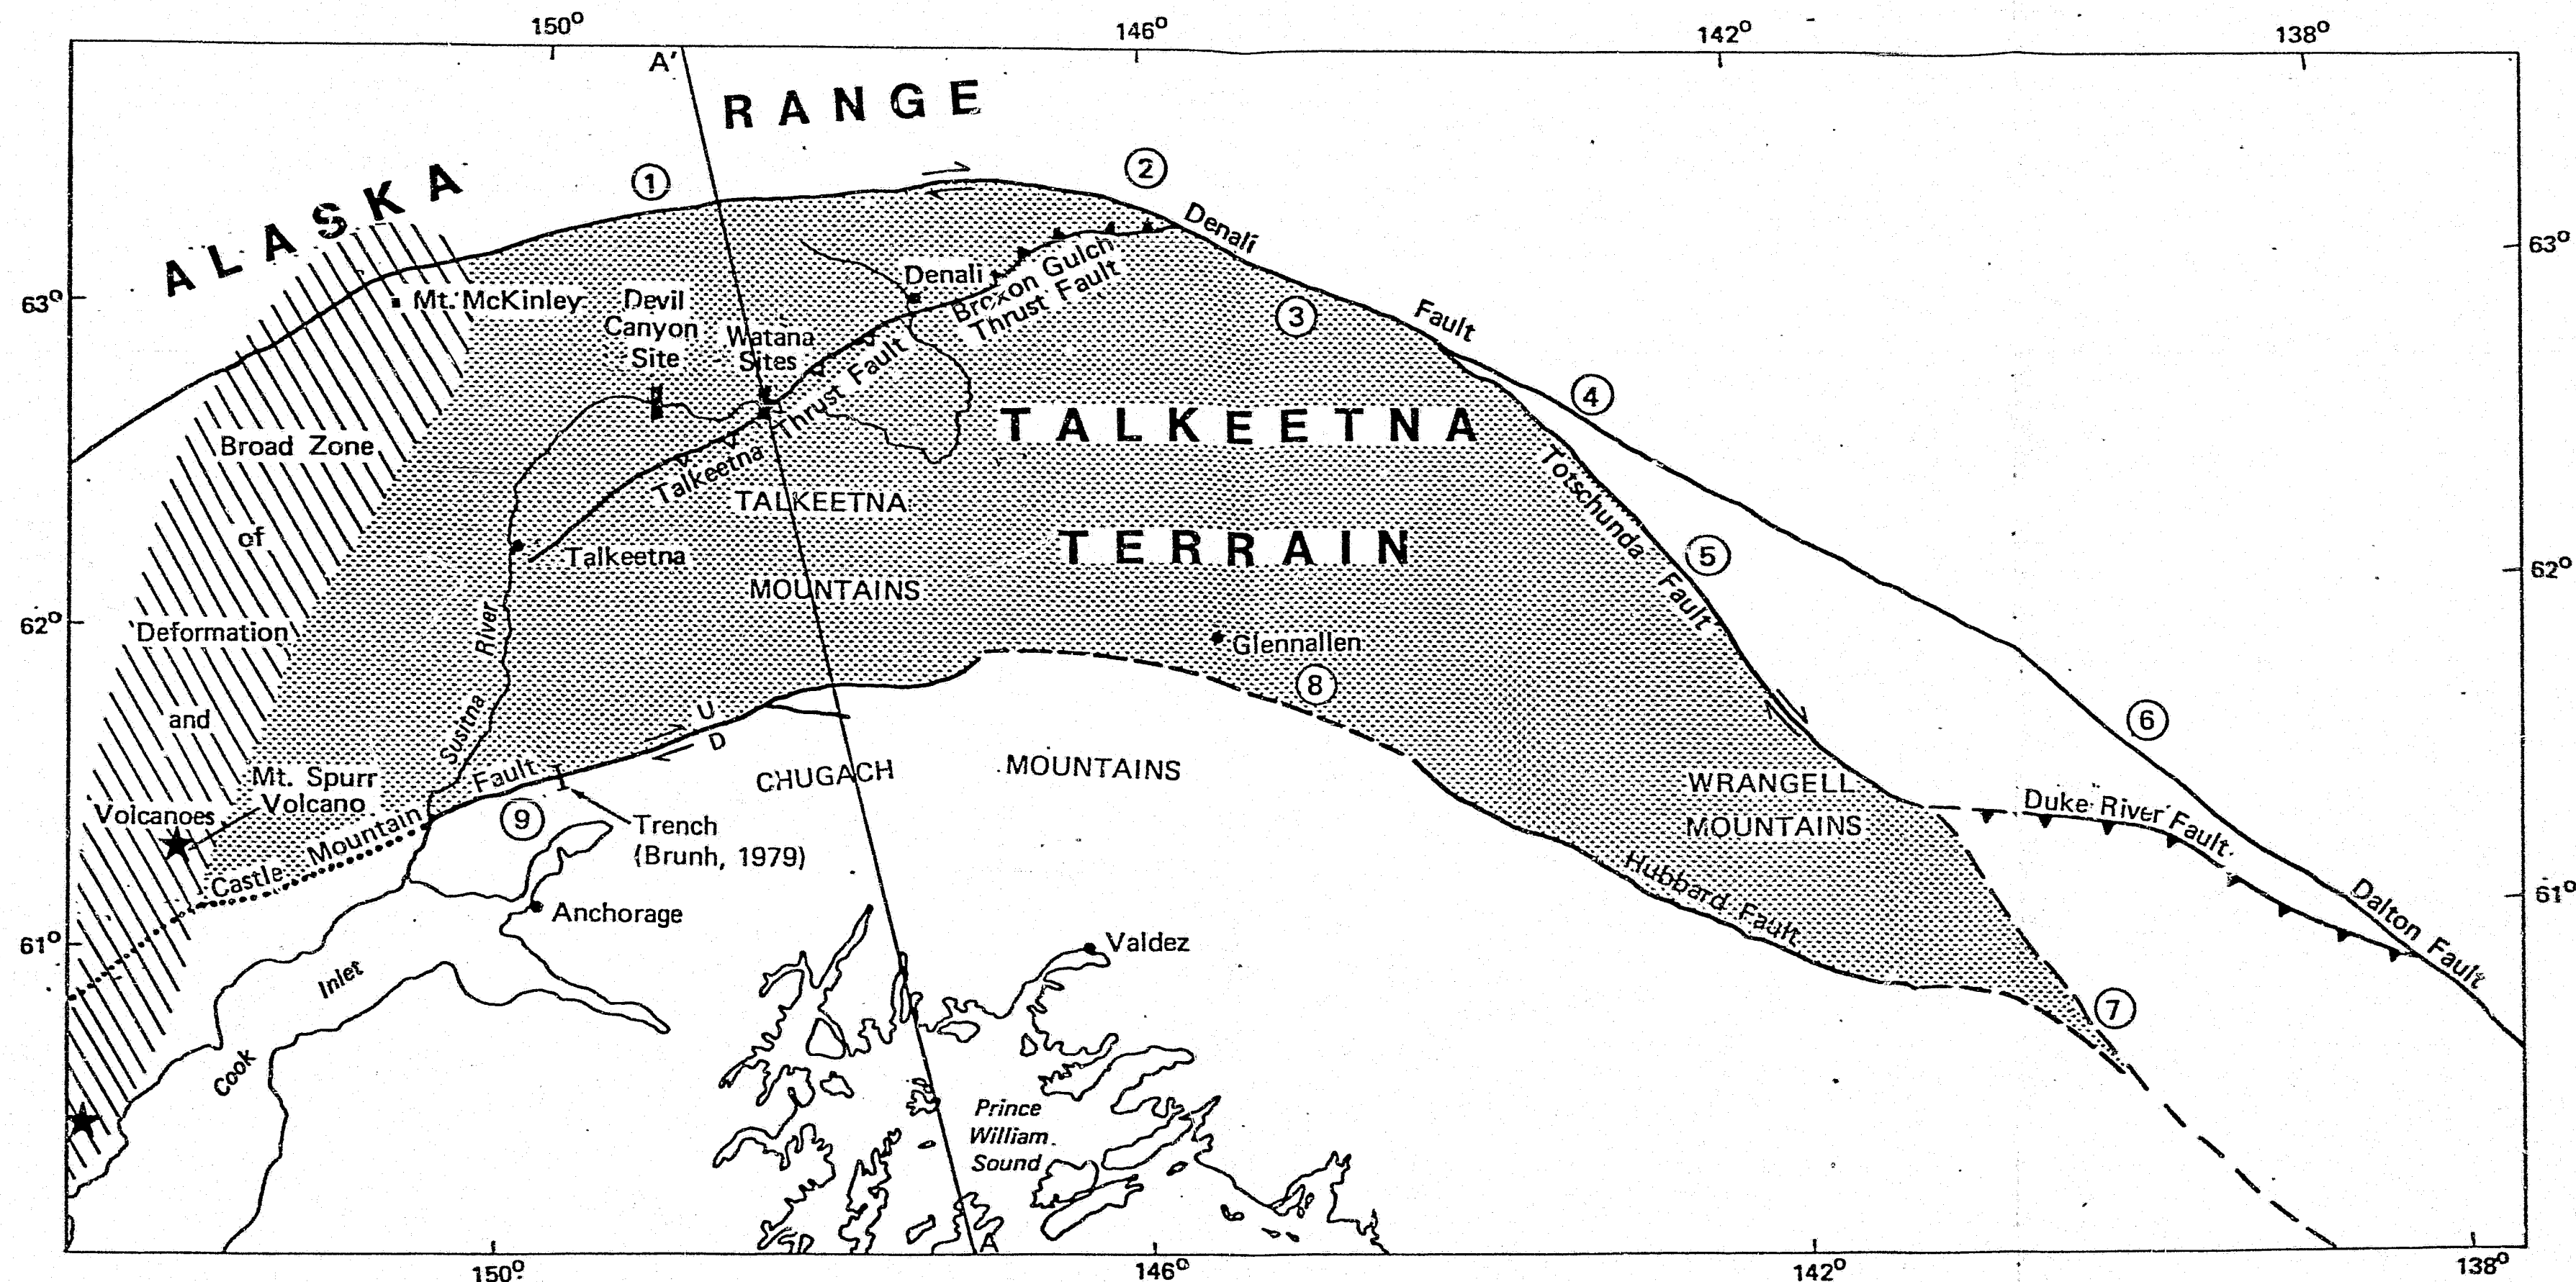 150°
146°
142°
138°
A'
RANGE
ALASKA
①
②
Denali
Fault
63°
63°
Mt. McKinley
Devil
Canyon
Site
Watana
Sites
Denali
Broxon Gulch
Thrust Fault
③
④
Talkeetna Thrust Fault
TALKEETNA
TERRAIN
Broad Zone
of
Deformation
and
Volcanoes
TALKEETNA
MOUNTAINS
Talkeetna
Totschunda Fault
⑤
62°
62°
Susitna River
Glennallen
⑧
⑥
U
D
CHUGACH MOUNTAINS
WRANGELL
MOUNTAINS
Duke River Fault
Mt. Spurr
Volcano
Castle Mountain Fault
⑨
Trench
(Brunh, 1979)
Hubbard Fault
Dalton Fault
61°
61°
Anchorage
Valdez
⑦
Cook Inlet
Prince
William
Sound
A
150°
146°
142°
138°